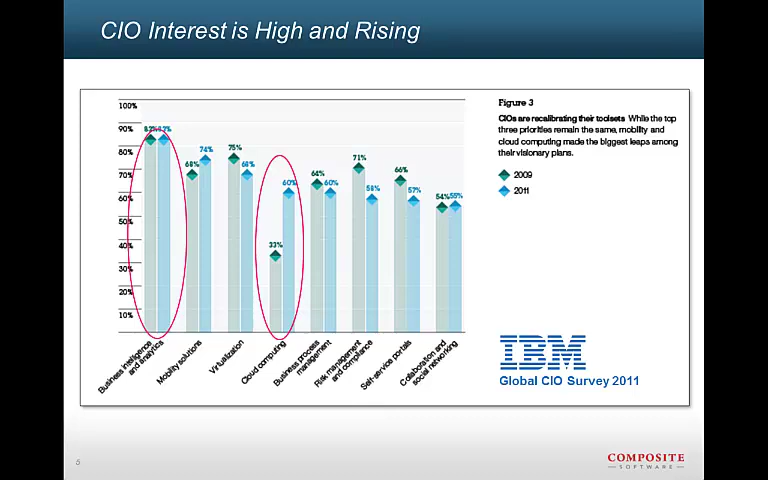 CIO Interest is High and Rising
100%
90%
80%
70%
60%
50%
40%
30%
20%
10%
83% 83%
68% 74%
75% 68%
33% 60%
64% 60%
71% 58%
66% 57%
54% 55%
Business intelligence
and analytics
Mobility solutions
Virtualization
Cloud computing
Business process
management
Risk management
and compliance
Self-service portals
Collaboration and
social networking
Figure 3
CIOs are recalibrating their toolsets While the top
three priorities remain the same, mobility and
cloud computing made the biggest leaps among
their visionary plans.
2009
2011
IBM
Global CIO Survey 2011
5
COMPOSITE
SOFTWARE